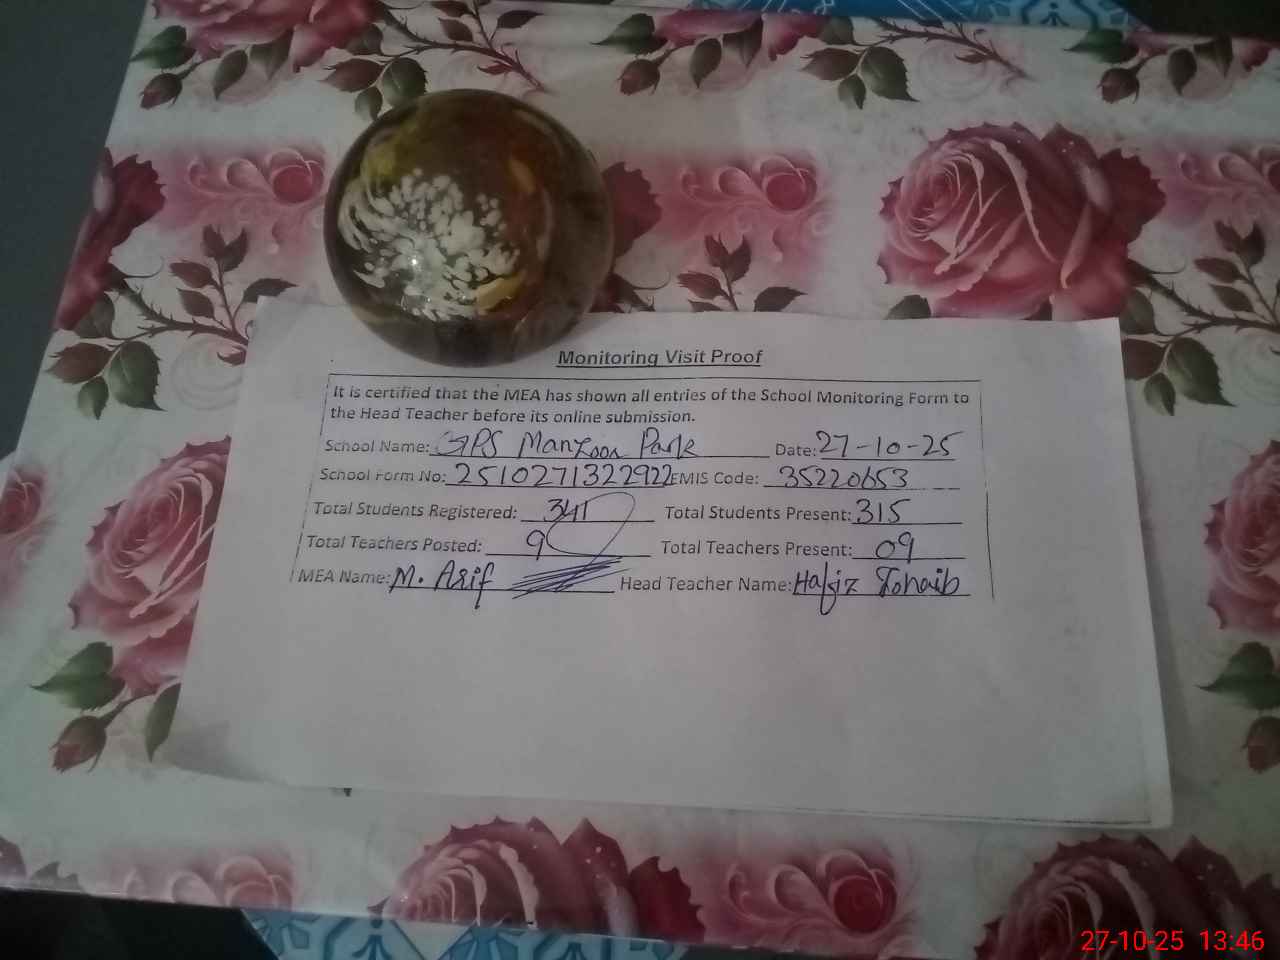 Monitoring Visit Proof
It is certified that the MEA has shown all entries of the School Monitoring Form to
the Head Teacher before its online submission.
School Name: GPS Manzoor Park Date: 27-10-25
School Form No: 2510271322922 EMIS Code: 35220653
Total Students Registered: 341 Total Students Present: 315
Total Teachers Posted: 9 Total Teachers Present: 09
MEA Name: M. Arif Head Teacher Name: Hafiz
27-10-25 13:46